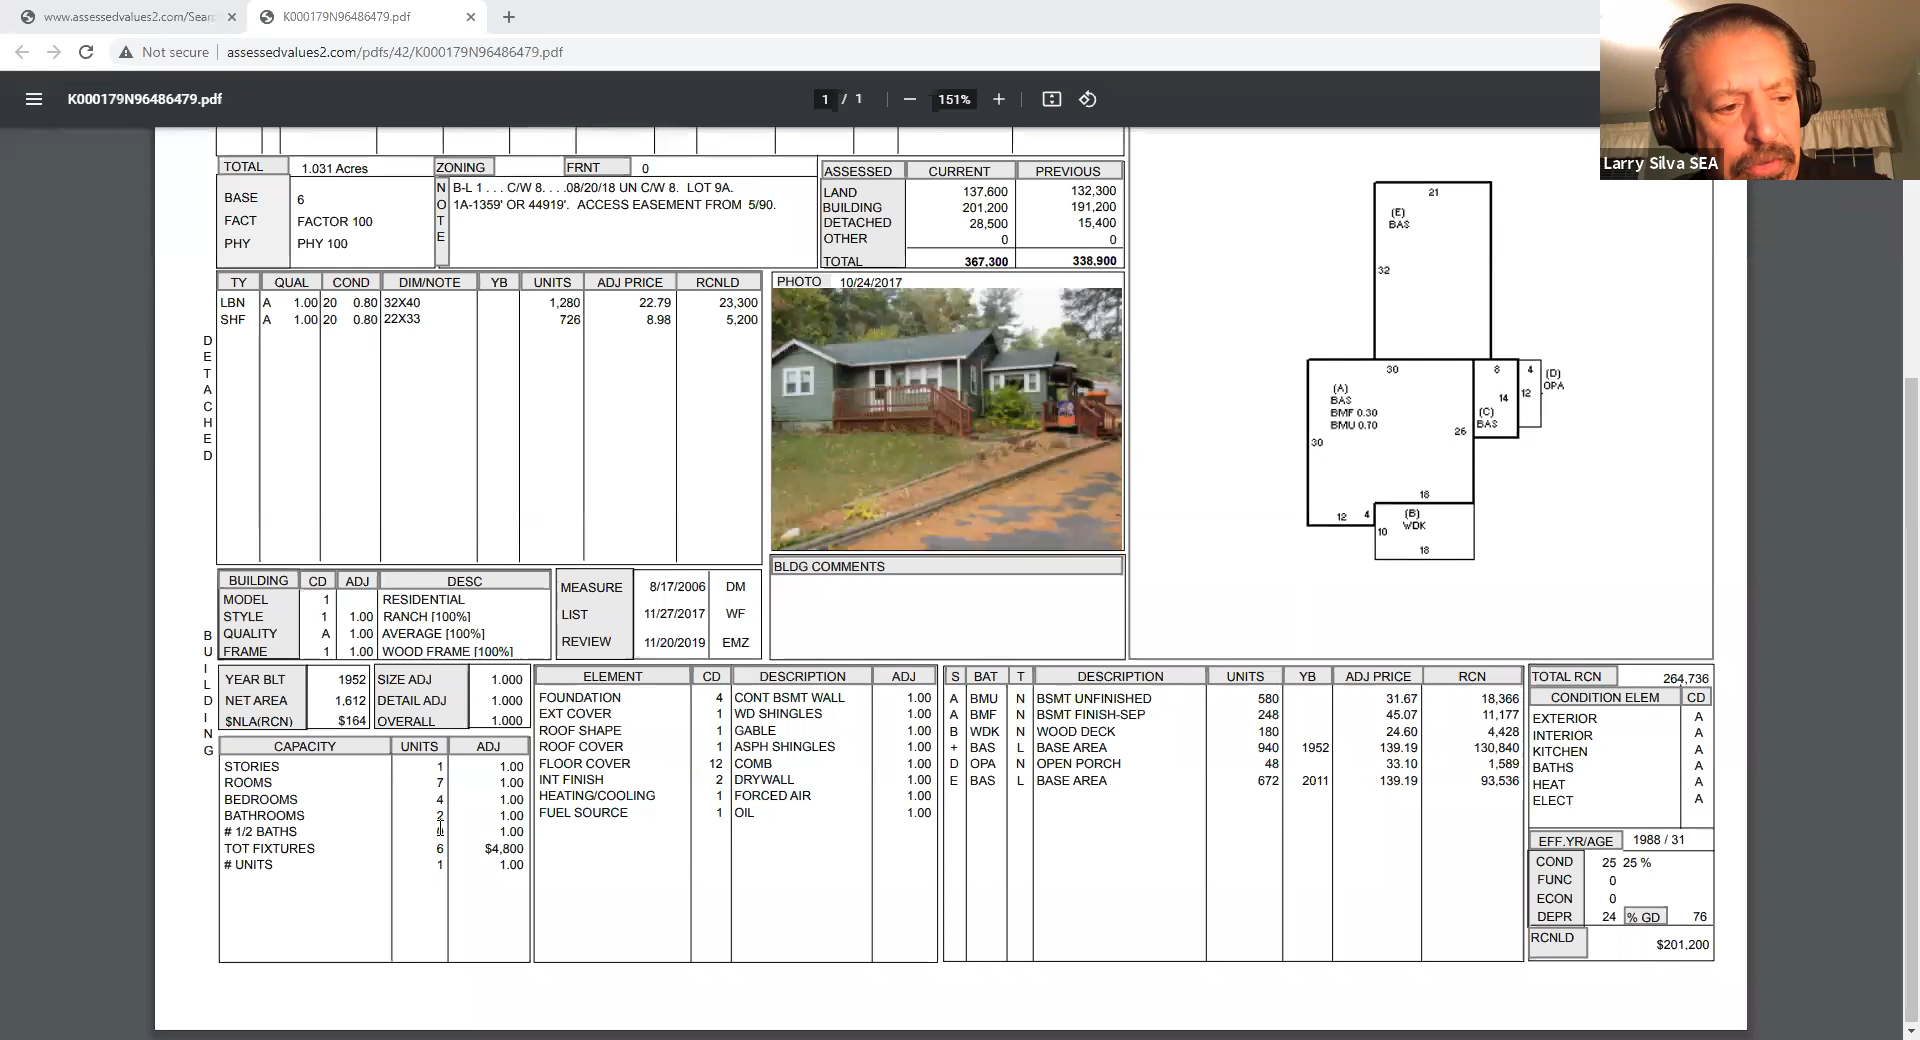 www.assessedvalues2.com/Sear
K000179N96486479.pdf
Not secure
assessedvalues2.com/pdfs/42/K000179N96486479.pdf
K000179N96486479.pdf
1 / 1
151%
Larry Silva SEA
TOTAL 1.031 Acres ZONING FRNT 0
BASE 6
FACT FACTOR 100
PHY PHY 100
NOTE
B-L 1 . . . C/W 8. . . .08/20/18 UN C/W 8. LOT 9A.
1A-1359' OR 44919'. ACCESS EASEMENT FROM 5/90.
ASSESSED CURRENT PREVIOUS
LAND 137,600 132,300
BUILDING 201,200 191,200
DETACHED 28,500 15,400
OTHER 0 0
TOTAL 367,300 338,900
DETACHED
TY QUAL COND DIM/NOTE YB UNITS ADJ PRICE RCNLD
LBN A 1.00 20 0.80 32X40 1,280 22.79 23,300
SHF A 1.00 20 0.80 22X33 726 8.98 5,200
PHOTO 10/24/2017
21
(E)
BAS
32
30
8
4
(D)
OPA
(A)
BAS
BMF 0.30
BMU 0.70
14
12
(C)
BAS
30
26
18
12
4
(B)
WDK
10
18
BLDG COMMENTS
BUILDING
BUILDING CD ADJ DESC
MODEL 1 RESIDENTIAL
STYLE 1 1.00 RANCH [100%]
QUALITY A 1.00 AVERAGE [100%]
FRAME 1 1.00 WOOD FRAME [100%]
MEASURE 8/17/2006 DM
LIST 11/27/2017 WF
REVIEW 11/20/2019 EMZ
YEAR BLT 1952 SIZE ADJ 1.000
NET AREA 1,612 DETAIL ADJ 1.000
$NLA(RCN) $164 OVERALL 1.000
CAPACITY UNITS ADJ
STORIES 1 1.00
ROOMS 7 1.00
BEDROOMS 4 1.00
BATHROOMS 2 1.00
# 1/2 BATHS 1.00
TOT FIXTURES 6 $4,800
# UNITS 1 1.00
ELEMENT CD DESCRIPTION ADJ
FOUNDATION 4 CONT BSMT WALL 1.00
EXT COVER 1 WD SHINGLES 1.00
ROOF SHAPE 1 GABLE 1.00
ROOF COVER 1 ASPH SHINGLES 1.00
FLOOR COVER 12 COMB 1.00
INT FINISH 2 DRYWALL 1.00
HEATING/COOLING 1 FORCED AIR 1.00
FUEL SOURCE 1 OIL 1.00
S BAT T DESCRIPTION UNITS YB ADJ PRICE RCN
A BMU N BSMT UNFINISHED 580 31.67 18,366
A BMF N BSMT FINISH-SEP 248 45.07 11,177
B WDK N WOOD DECK 180 24.60 4,428
+ BAS L BASE AREA 940 1952 139.19 130,840
D OPA N OPEN PORCH 48 33.10 1,589
E BAS L BASE AREA 672 2011 139.19 93,536
TOTAL RCN 264,736
CONDITION ELEM CD
EXTERIOR A
INTERIOR A
KITCHEN A
BATHS A
HEAT A
ELECT A
EFF.YR/AGE 1988 / 31
COND 25 25 %
FUNC 0
ECON 0
DEPR 24 % GD 76
RCNLD $201,200